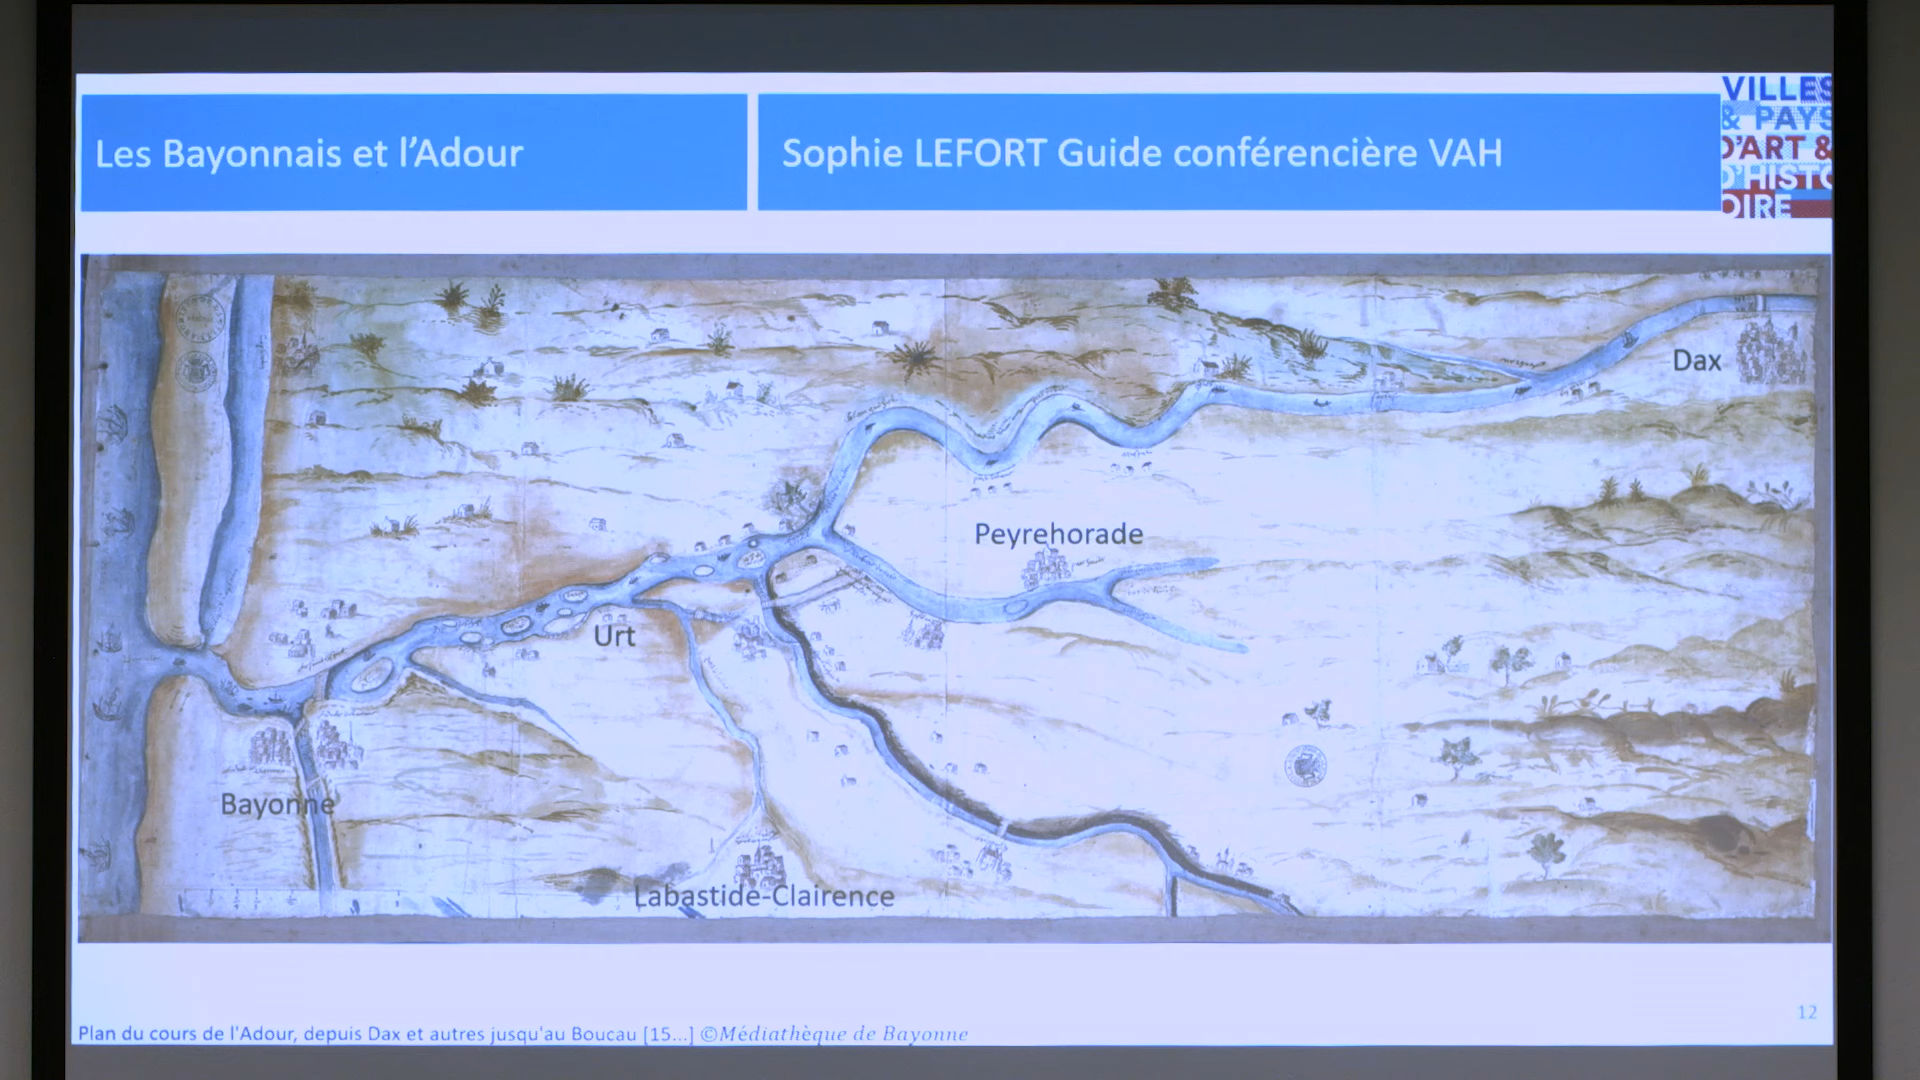 Les Bayonnais et l'Adour
Sophie LEFORT Guide conférencière VAH
VILLES
& PAYS
D'ART &
D'HISTO
OIRE
Dax
Peyrehorade
Urt
Bayonne
Labastide-Clairence
12
Plan du cours de l'Adour, depuis Dax et autres jusqu'au Boucau [15...] ©Médiathèque de Bayonne